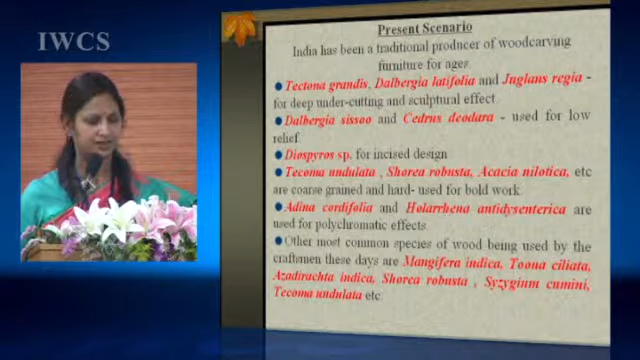 IWCS
Present Scenario
India has been a traditional producer of woodcarving
furniture for ages.
Tectona grandis, Dalbergia latifolia and Juglans regia -
for deep under-cutting and sculptural effect.
Dalbergia sissoo and Cedrus deodara - used for low
relief.
Diospyros sp. for incised design
Tecoma undulata , Shorea robusta, Acacia nilotica, etc
are coarse grained and hard- used for bold work.
Adina cordifolia and Holarrhena antidysenterica are
used for polychromatic effects.
Other most common species of wood being used by the
craftsmen these days are Mangifera indica, Toona ciliata,
Azadirachta indica, Shorea robusta , Syzygium cumini,
Tecoma undulata etc.